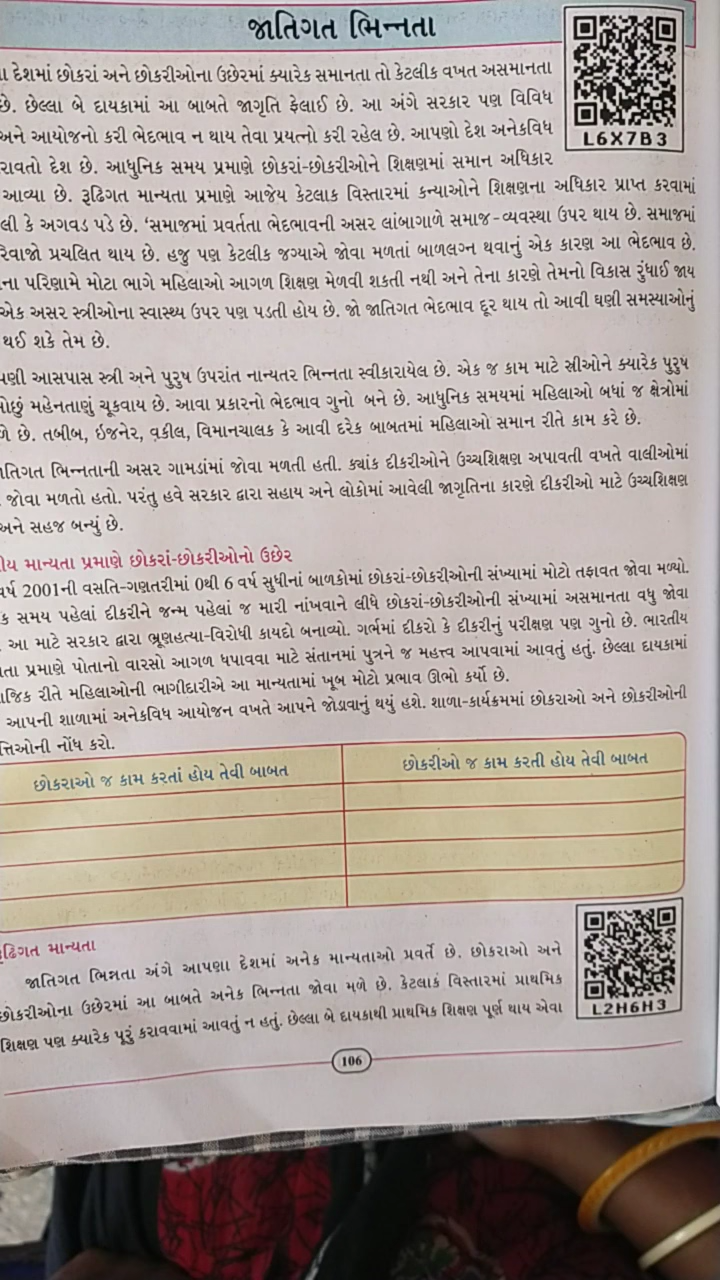 જાતિગત ભિન્નતા
દેશમાં છોકરાં અને છોકરીઓના ઉછેરમાં ક્યારેક સમાનતા તો કેટલીક વખત અસમાનતા
છે. છેલ્લા બે દાયકામાં આ બાબતે જાગૃતિ ફેલાઈ છે. આ અંગે સરકાર પણ વિવિધ
અને આયોજનો કરી ભેદભાવ ન થાય તેવા પ્રયત્નો કરી રહેલ છે. આપણો દેશ અનેકવિધ
L6X7B3
દેશ છે. આધુનિક સમય પ્રમાણે છોકરાં-છોકરીઓને શિક્ષણમાં સમાન અધિકાર
આવ્યા છે. રૂઢિગત માન્યતા પ્રમાણે આજેય કેટલાક વિસ્તારમાં કન્યાઓને શિક્ષણના અધિકાર પ્રાપ્ત કરવામાં
કે અગવડ પડે છે. ‘સમાજમાં પ્રવર્તતા ભેદભાવની અસર લાંબાગાળે સમાજ-વ્યવસ્થા ઉપર થાય છે. સમાજમાં
પ્રચલિત થાય છે. હજુ પણ કેટલીક જગ્યાએ જોવા મળતાં બાળલગ્ન થવાનું એક કારણ આ ભેદભાવ છે.
પરિણામે મોટા ભાગે મહિલાઓ આગળ શિક્ષણ મેળવી શકતી નથી અને તેના કારણે તેમનો વિકાસ રુંધાઈ જાય
એક અસર સ્ત્રીઓના સ્વાસ્થ્ય ઉપર પણ પડતી હોય છે. જો જાતિગત ભેદભાવ દૂર થાય તો આવી ઘણી સમસ્યાઓનું
થઈ શકે તેમ છે.
આસપાસ સ્ત્રી અને પુરુષ ઉપરાંત નાન્યતર ભિન્નતા સ્વીકારાયેલ છે. એક જ કામ માટે સ્ત્રીઓને ક્યારેક પુરુષ
મહેનતાણું ચૂકવાય છે. આવા પ્રકારનો ભેદભાવ ગુનો બને છે. આધુનિક સમયમાં મહિલાઓ બધાં જ ક્ષેત્રોમાં
છે. તબીબ, ઇજનેર, વકીલ, વિમાનચાલક કે આવી દરેક બાબતમાં મહિલાઓ સમાન રીતે કામ કરે છે.
ભિન્નતાની અસર ગામડાંમાં જોવા મળતી હતી. ક્યાંક દીકરીઓને ઉચ્ચશિક્ષણ અપાવતી વખતે વાલીઓમાં
જોવા મળતો હતો. પરંતુ હવે સરકાર દ્વારા સહાય અને લોકોમાં આવેલી જાગૃતિના કારણે દીકરીઓ માટે ઉચ્ચશિક્ષણ
અને સહજ બન્યું છે.
માન્યતા પ્રમાણે છોકરાં-છોકરીઓનો ઉછેર
વર્ષ 2001ની વસતિ-ગણતરીમાં 0થી 6 વર્ષ સુધીનાં બાળકોમાં છોકરાં-છોકરીઓની સંખ્યામાં મોટો તફાવત જોવા મળ્યો.
સમય પહેલાં દીકરીને જન્મ પહેલાં જ મારી નાંખવાને લીધે છોકરાં-છોકરીઓની સંખ્યામાં અસમાનતા વધુ જોવા
આ માટે સરકાર દ્વારા ભ્રૂણહત્યા-વિરોધી કાયદો બનાવ્યો. ગર્ભમાં દીકરો કે દીકરીનું પરીક્ષણ પણ ગુનો છે. ભારતીય
પ્રમાણે પોતાનો વારસો આગળ ધપાવવા માટે સંતાનમાં પુત્રને જ મહત્ત્વ આપવામાં આવતું હતું. છેલ્લા દાયકામાં
રીતે મહિલાઓની ભાગીદારીએ આ માન્યતામાં ખૂબ મોટો પ્રભાવ ઊભો કર્યો છે.
આપની શાળામાં અનેકવિધ આયોજન વખતે આપને જોડાવાનું થયું હશે. શાળા-કાર્યક્રમમાં છોકરાઓ અને છોકરીઓની
નોંધ કરો.
છોકરાઓ જ કામ કરતાં હોય તેવી બાબત
છોકરીઓ જ કામ કરતી હોય તેવી બાબત
માન્યતા
જાતિગત ભિન્નતા અંગે આપણા દેશમાં અનેક માન્યતાઓ પ્રવર્તે છે. છોકરાઓ અને
છોકરીઓના ઉછેરમાં આ બાબતે અનેક ભિન્નતા જોવા મળે છે. કેટલાકં વિસ્તારમાં પ્રાથમિક
શિક્ષણ પણ ક્યારેક પૂરું કરાવવામાં આવતું ન હતું. છેલ્લા બે દાયકાથી પ્રાથમિક શિક્ષણ પૂર્ણ થાય એવા
L2H6H3
106